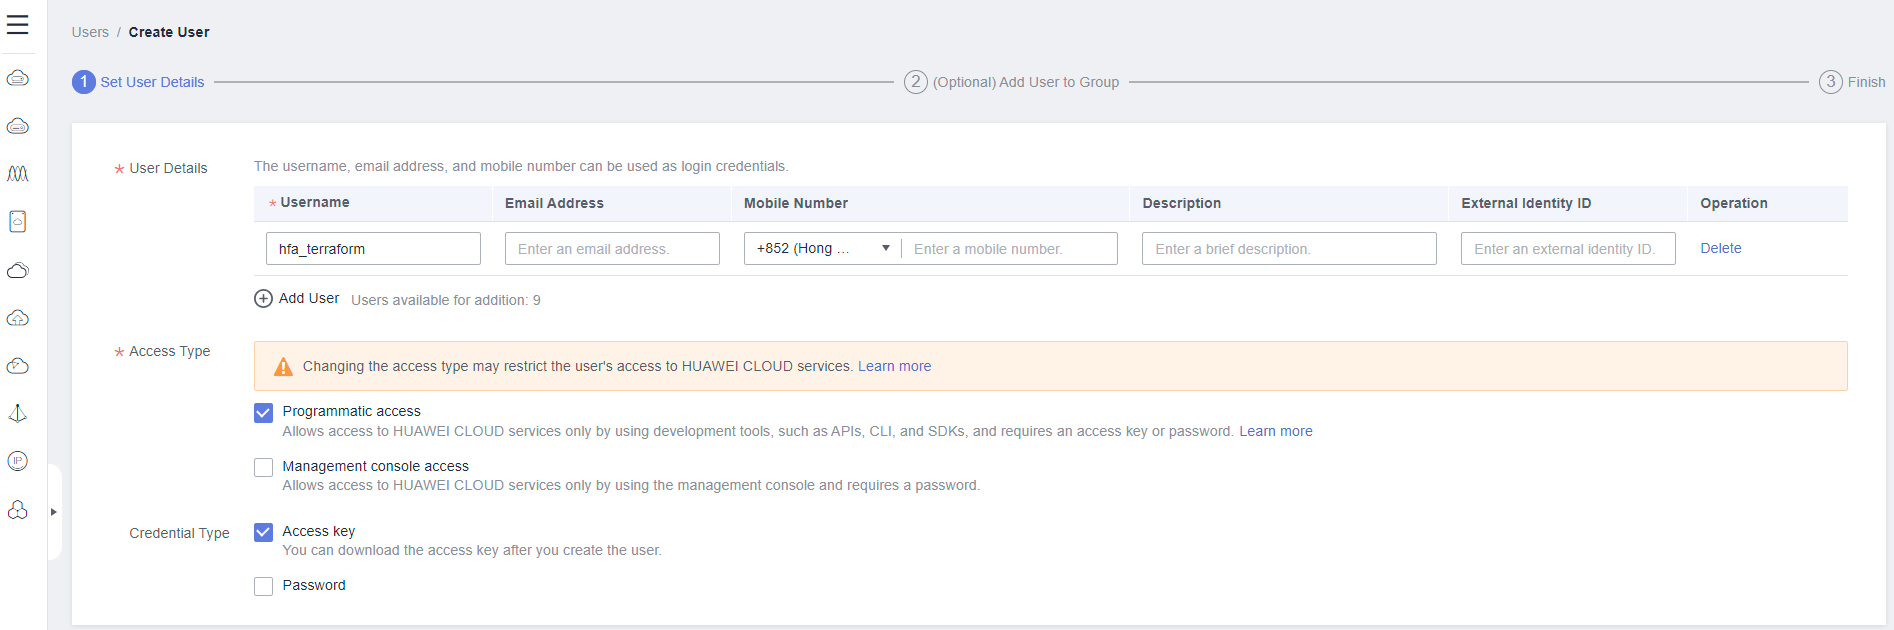 Users / Create User
1 Set User Details 2 (Optional) Add User to Group 3 Finish
* User Details The username, email address, and mobile number can be used as login credentials.
* Username Email Address Mobile Number Description External Identity ID Operation
hfa_terraform Enter an email address. +852 (Hong ... Enter a mobile number. Enter a brief description. Enter an external identity ID. Delete
Add User Users available for addition: 9
* Access Type
Changing the access type may restrict the user's access to HUAWEI CLOUD services. Learn more
Programmatic access
Allows access to HUAWEI CLOUD services only by using development tools, such as APIs, CLI, and SDKs, and requires an access key or password. Learn more
Management console access
Allows access to HUAWEI CLOUD services only by using the management console and requires a password.
Credential Type Access key
You can download the access key after you create the user.
Password
IP